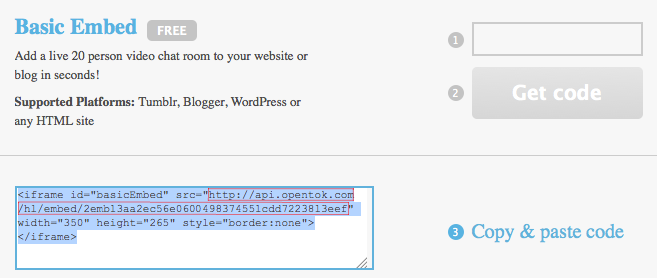 Basic Embed FREE
Add a live 20 person video chat room to your website or
blog in seconds!
Supported Platforms: Tumblr, Blogger, WordPress or
any HTML site
1
2 Get code
<iframe id="basicEmbed" src="http://api.opentok.com
/hl/embed/2emb13aa2ec56e0600498374551cdd7223813eef"
width="350" height="265" style="border:none">
</iframe>
3 Copy & paste code